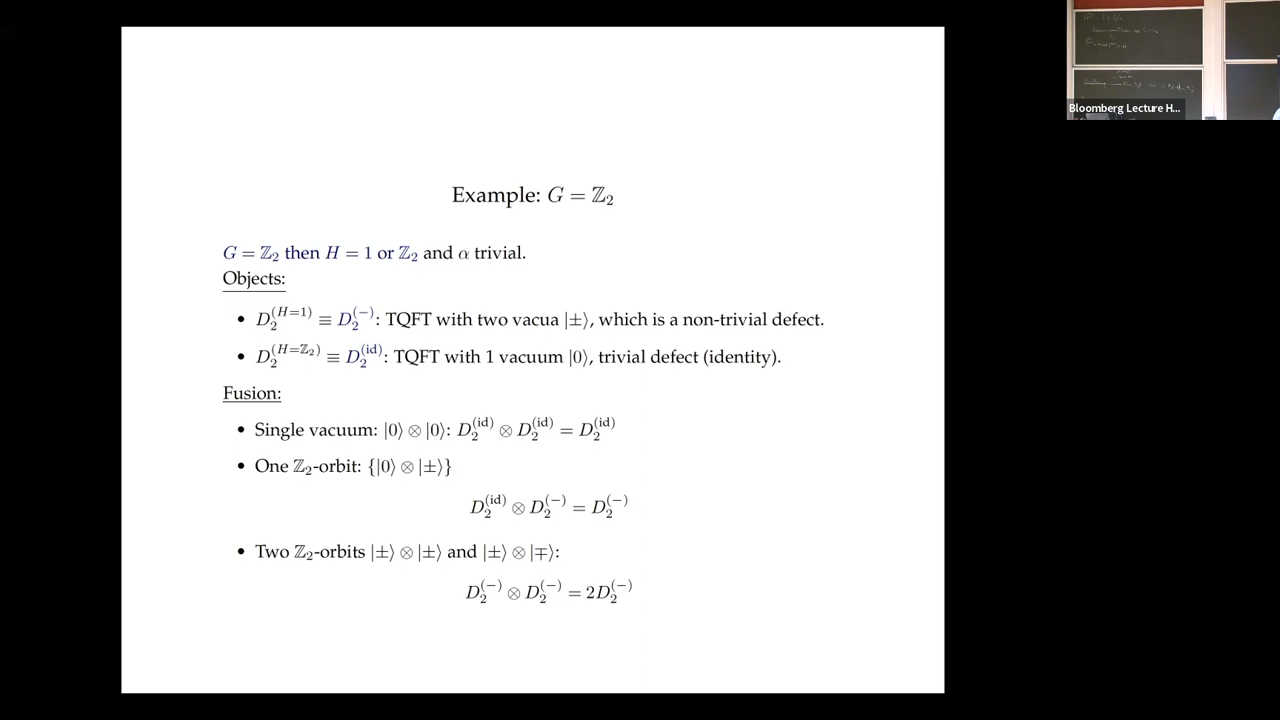 Example: G = ℤ₂
G = ℤ₂ then H = 1 or ℤ₂ and α trivial.
Objects:
• D₂^(H=1) ≡ D₂^(−): TQFT with two vacua |±⟩, which is a non-trivial defect.
• D₂^(H=ℤ₂) ≡ D₂^(id): TQFT with 1 vacuum |0⟩, trivial defect (identity).
Fusion:
• Single vacuum: |0⟩ ⊗ |0⟩: D₂^(id) ⊗ D₂^(id) = D₂^(id)
• One ℤ₂-orbit: {|0⟩ ⊗ |±⟩}
D₂^(id) ⊗ D₂^(−) = D₂^(−)
• Two ℤ₂-orbits |±⟩ ⊗ |±⟩ and |±⟩ ⊗ |∓⟩:
D₂^(−) ⊗ D₂^(−) = 2D₂^(−)
Bloomberg Lecture H...